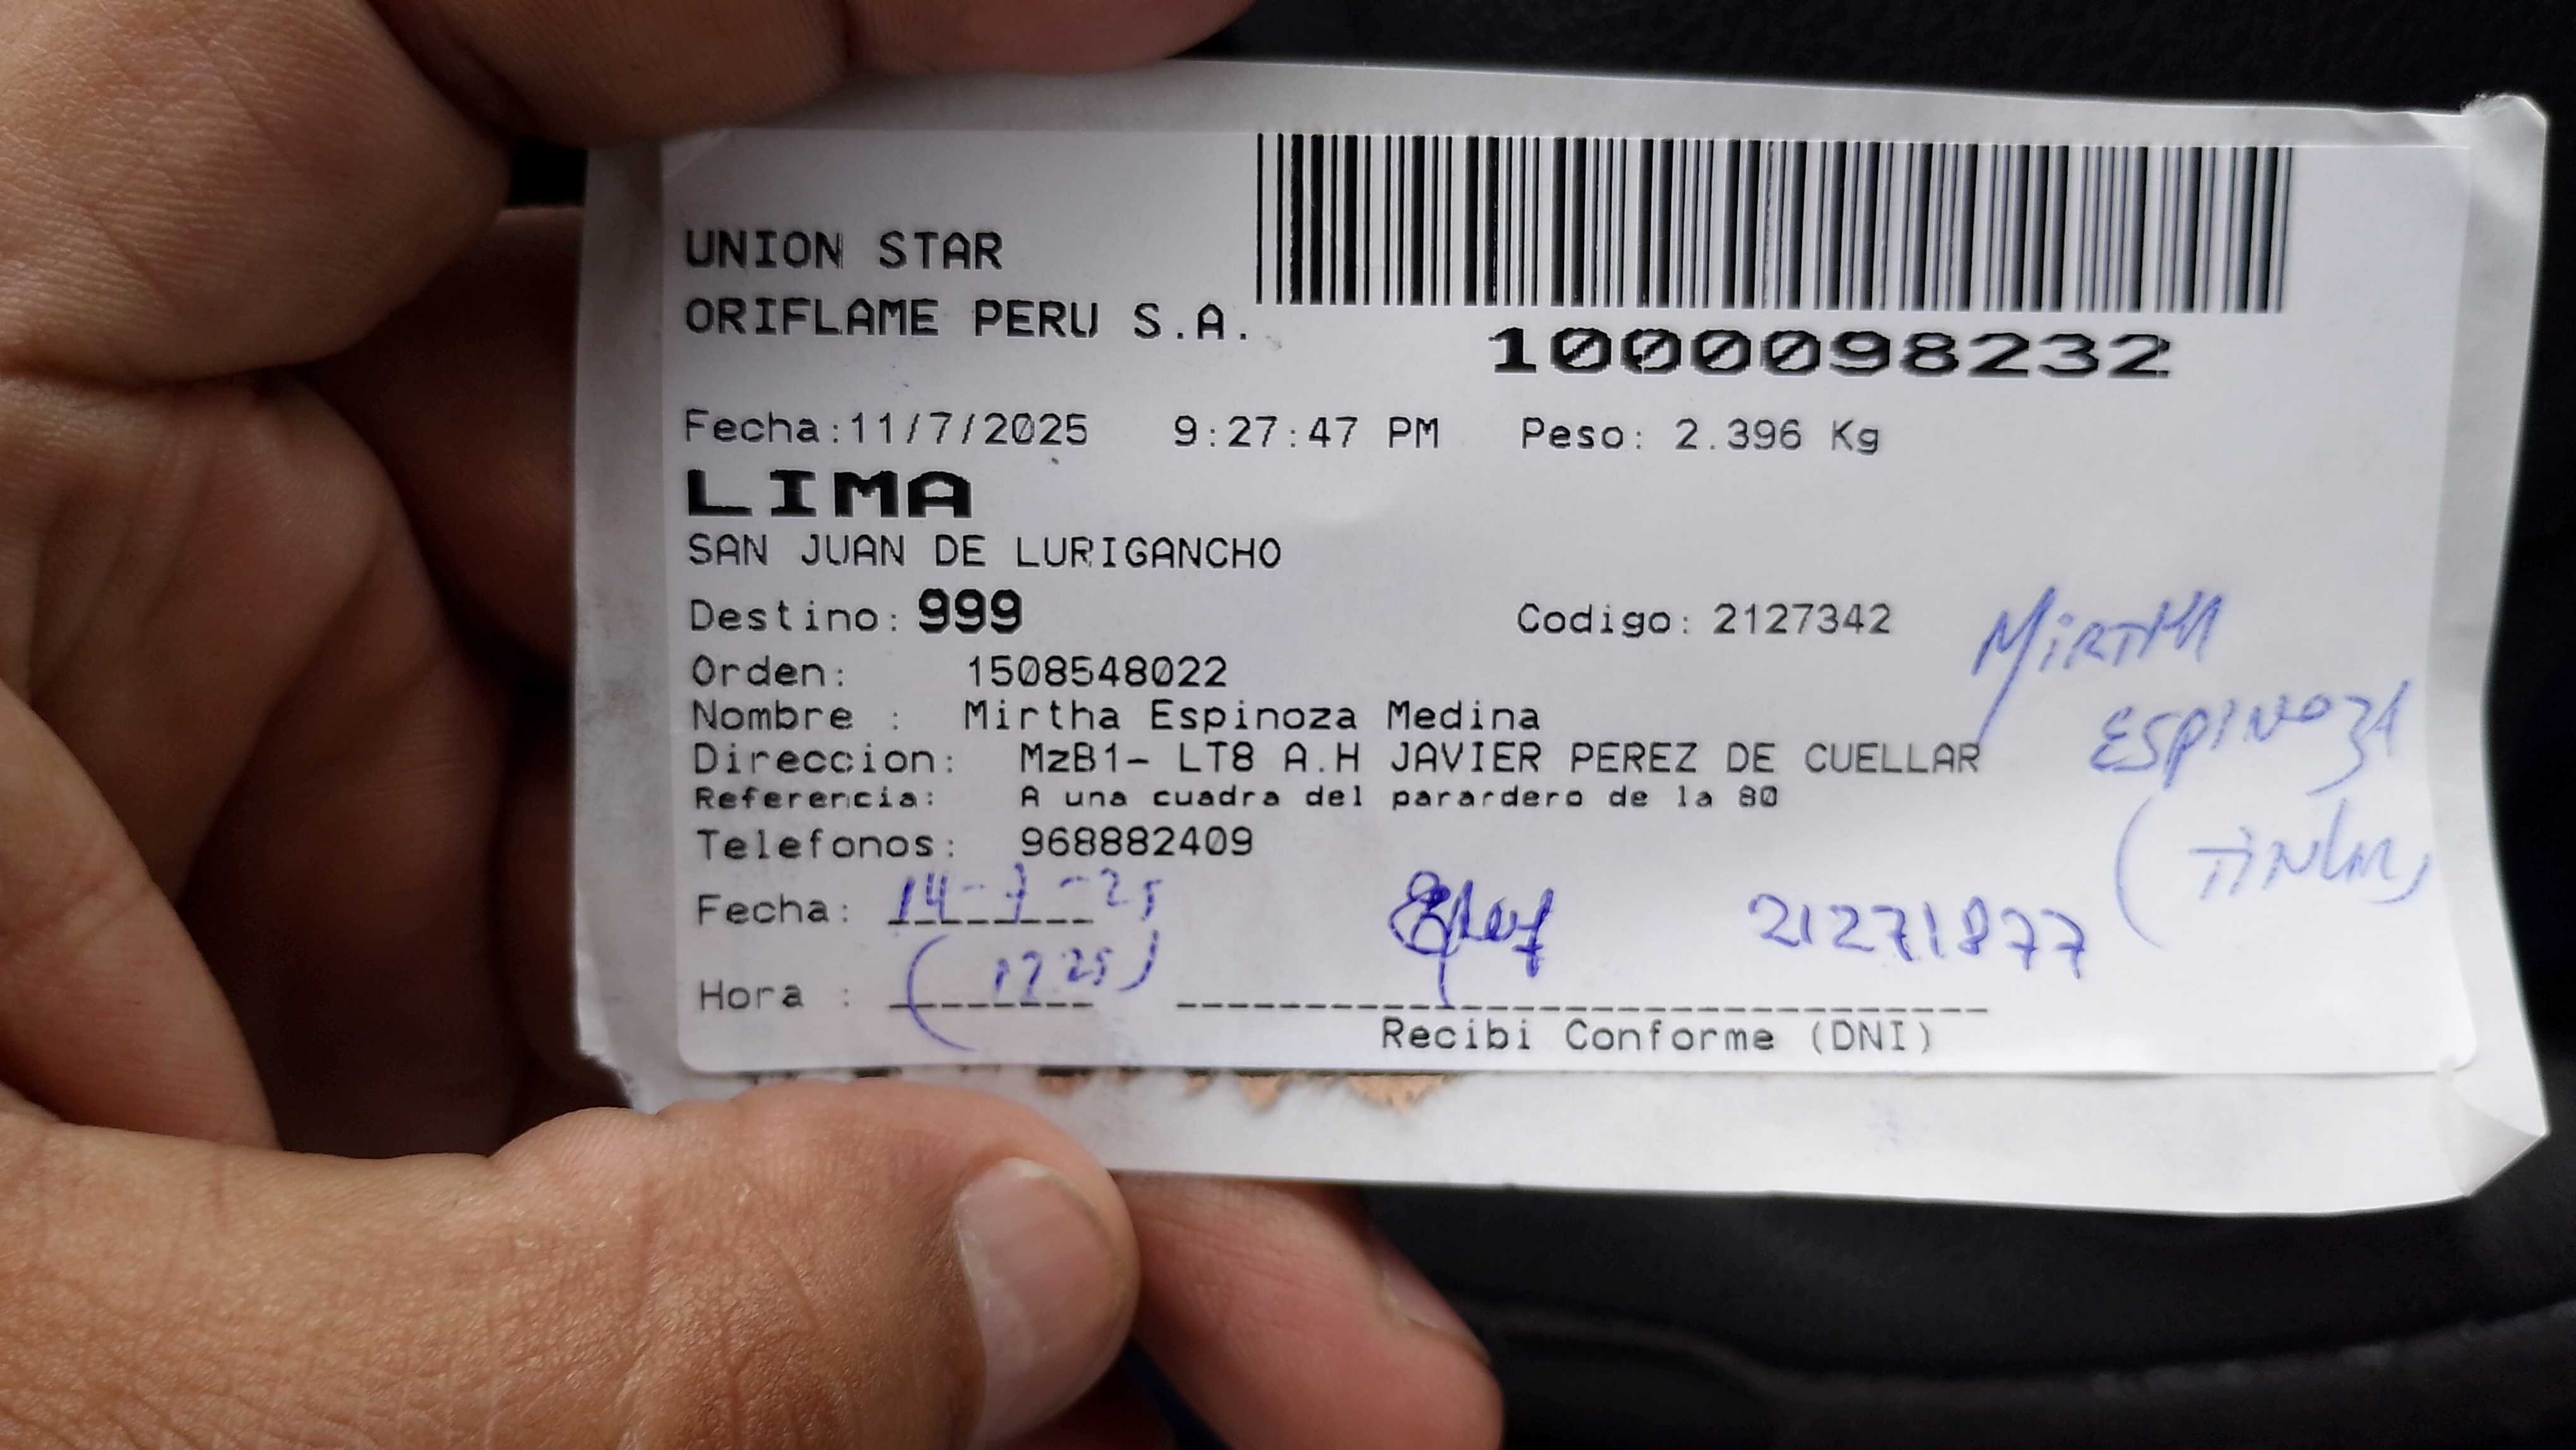 UNION STAR
ORIFLAME PERU S.A.
1000098232
Fecha:11/7/2025 9:27:47 PM Peso: 2.396 Kg
LIMA
SAN JUAN DE LURIGANCHO
Destino: 999 Codigo: 2127342
Orden: 1508548022
Nombre : Mirtha Espinoza Medina
Direccion: MzB1- LT8 A.H JAVIER PEREZ DE CUELLAR
Referencia: A una cuadra del parardero de la 80
Telefonos: 968882409
MIRTHA
ESPINOZA
Fecha: 14-7-25
21271877
Hora :
Recibi Conforme (DNI)